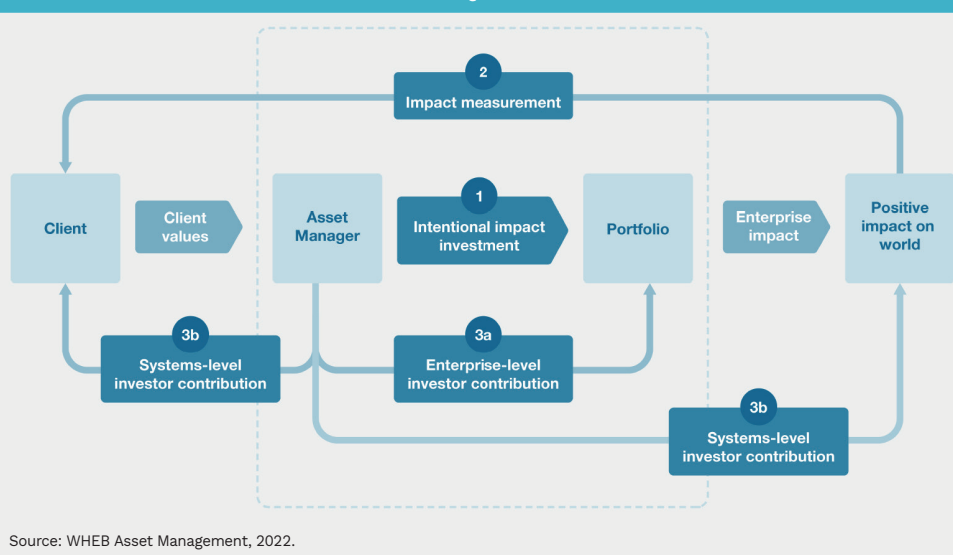 2
Impact measurement
Client
Client
values
Asset
Manager
1
Intentional impact
investment
Portfolio
Enterprise
impact
Positive
impact on
world
3b
Systems-level
investor contribution
3a
Enterprise-level
investor contribution
3b
Systems-level
investor contribution
Source: WHEB Asset Management, 2022.